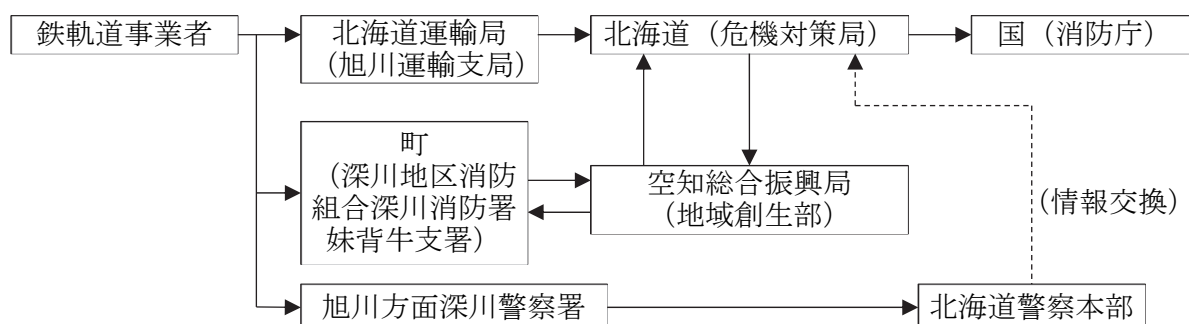 鉄軌道事業者
北海道運輸局
（旭川運輸支局）
北海道（危機対策局）
国（消防庁）
町
（深川地区消防
組合深川消防署
妹背牛支署）
空知総合振興局
（地域創生部）
（情報交換）
旭川方面深川警察署
北海道警察本部